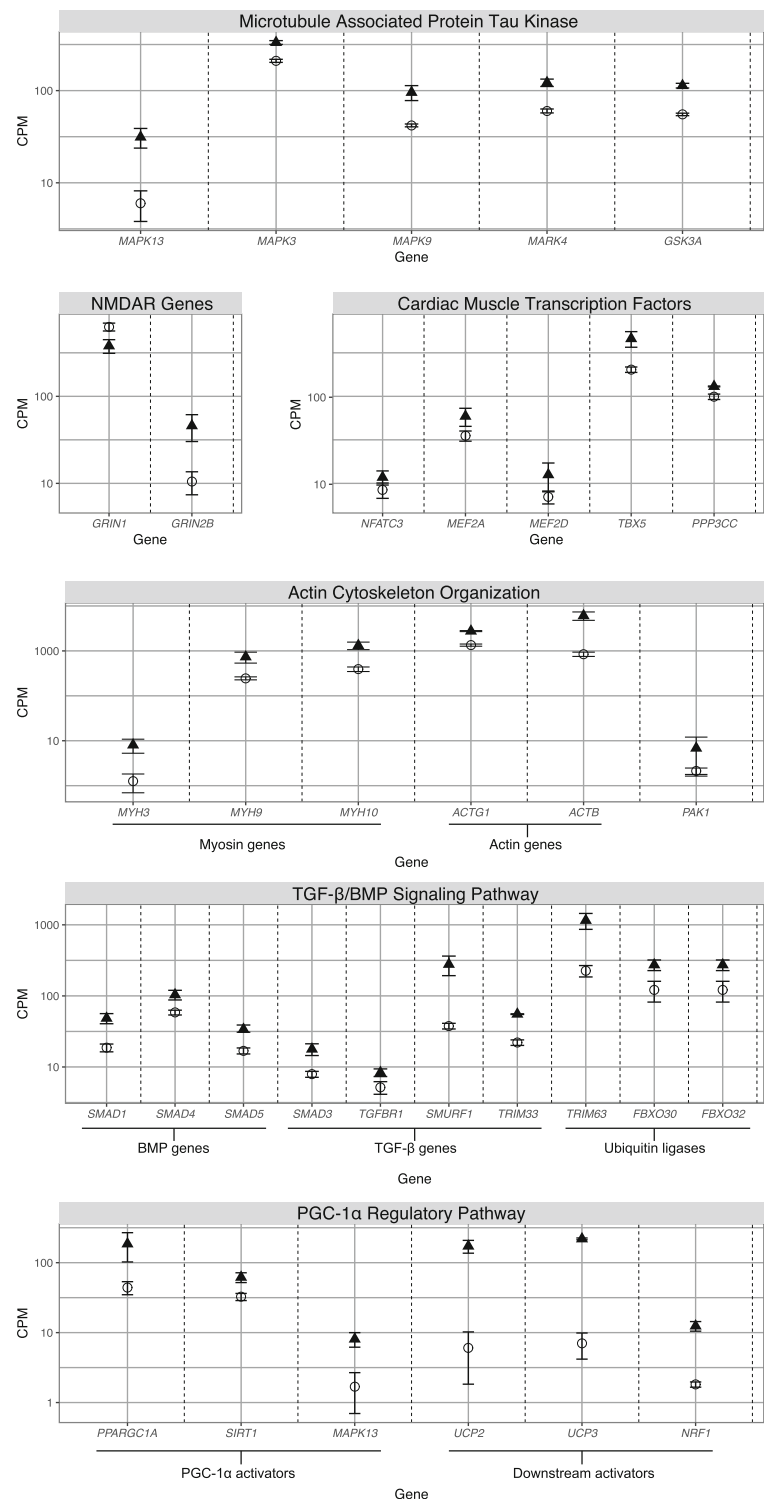 Microtubule Associated Protein Tau Kinase
CPM
100
10
MAPK13 MAPK3 MAPK9 MARK4 GSK3A
Gene
NMDAR Genes
CPM
100
10
GRIN1 GRIN2B
Gene
Cardiac Muscle Transcription Factors
CPM
100
10
NFATC3 MEF2A MEF2D TBX5 PPP3CC
Gene
Actin Cytoskeleton Organization
CPM
1000
10
MYH3 MYH9 MYH10 ACTG1 ACTB PAK1
Myosin genes Actin genes
Gene
TGF-β/BMP Signaling Pathway
CPM
1000
100
10
SMAD1 SMAD4 SMAD5 SMAD3 TGFBR1 SMURF1 TRIM33 TRIM63 FBXO30 FBXO32
BMP genes TGF-β genes Ubiquitin ligases
Gene
PGC-1α Regulatory Pathway
CPM
100
10
1
PPARGC1A SIRT1 MAPK13 UCP2 UCP3 NRF1
PGC-1α activators Downstream activators
Gene